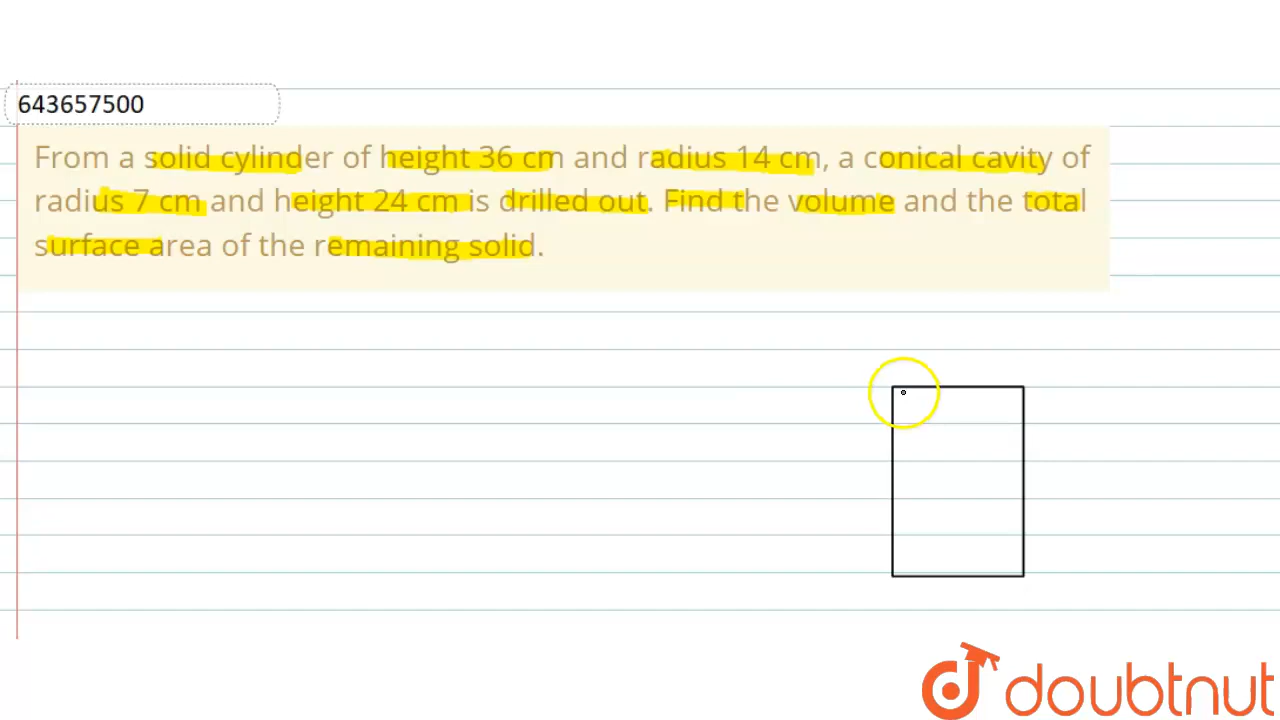 643657500
From a solid cylinder of height 36 cm and radius 14 cm, a conical cavity of
radius 7 cm and height 24 cm is drilled out. Find the volume and the total
surface area of the remaining solid.
doubtnut